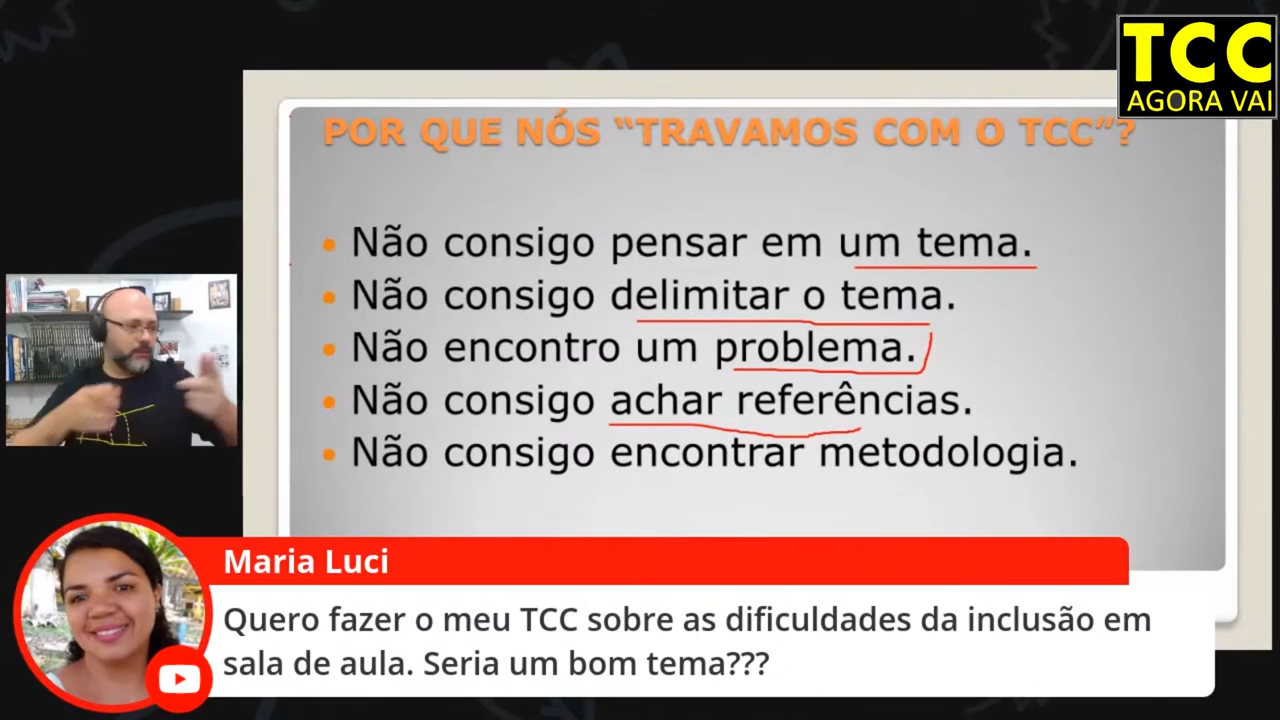 TCC
AGORA VAI
POR QUE NÓS “TRAVAMOS COM O TCC”?
• Não consigo pensar em um tema.
• Não consigo delimitar o tema.
• Não encontro um problema.
• Não consigo achar referências.
• Não consigo encontrar metodologia.
Maria Luci
Quero fazer o meu TCC sobre as dificuldades da inclusão em
sala de aula. Seria um bom tema???